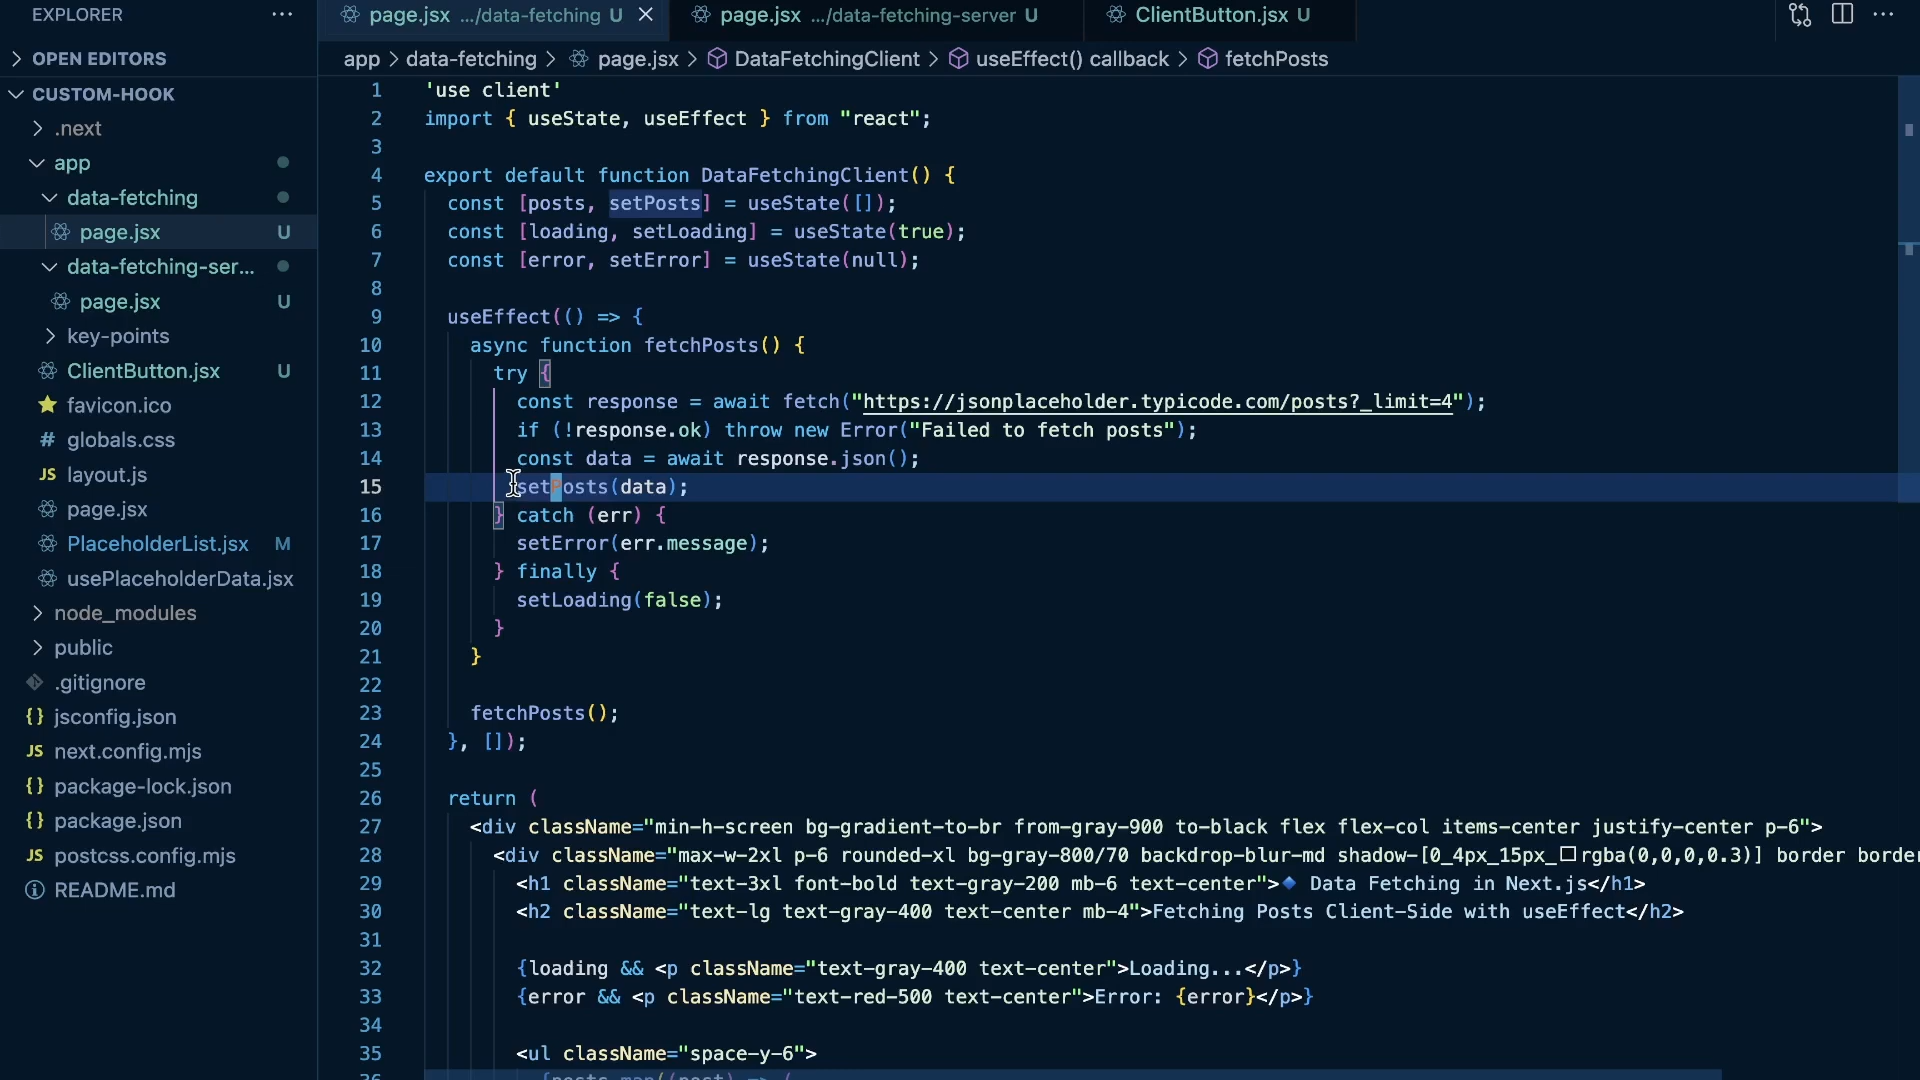 EXPLORER
OPEN EDITORS
CUSTOM-HOOK
.next
app
data-fetching
page.jsx U
data-fetching-ser...
page.jsx U
key-points
ClientButton.jsx U
favicon.ico
globals.css
layout.js
page.jsx
PlaceholderList.jsx M
usePlaceholderData.jsx
node_modules
public
.gitignore
jsconfig.json
next.config.mjs
package-lock.json
package.json
postcss.config.mjs
README.md
page.jsx .../data-fetching U
page.jsx .../data-fetching-server U
ClientButton.jsx U
app > data-fetching > page.jsx > DataFetchingClient > useEffect() callback > fetchPosts
1 'use client'
2 import { useState, useEffect } from "react";
3
4 export default function DataFetchingClient() {
5 const [posts, setPosts] = useState([]);
6 const [loading, setLoading] = useState(true);
7 const [error, setError] = useState(null);
8
9 useEffect(() => {
10 async function fetchPosts() {
11 try {
12 const response = await fetch("https://jsonplaceholder.typicode.com/posts?_limit=4");
13 if (!response.ok) throw new Error("Failed to fetch posts");
14 const data = await response.json();
15 setPosts(data);
16 } catch (err) {
17 setError(err.message);
18 } finally {
19 setLoading(false);
20 }
21 }
22
23 fetchPosts();
24 }, []);
25
26 return (
27 <div className="min-h-screen bg-gradient-to-br from-gray-900 to-black flex flex-col items-center justify-center p-6">
28 <div className="max-w-2xl p-6 rounded-xl bg-gray-800/70 backdrop-blur-md shadow-[0_4px_15px_☐rgba(0,0,0,0.3)] border border
29 <h1 className="text-3xl font-bold text-gray-200 mb-6 text-center">🔹 Data Fetching in Next.js</h1>
30 <h2 className="text-lg text-gray-400 text-center mb-4">Fetching Posts Client-Side with useEffect</h2>
31
32 {loading && <p className="text-gray-400 text-center">Loading...</p>}
33 {error && <p className="text-red-500 text-center">Error: {error}</p>}
34
35 <ul className="space-y-6">
36 {posts.map((post) => (